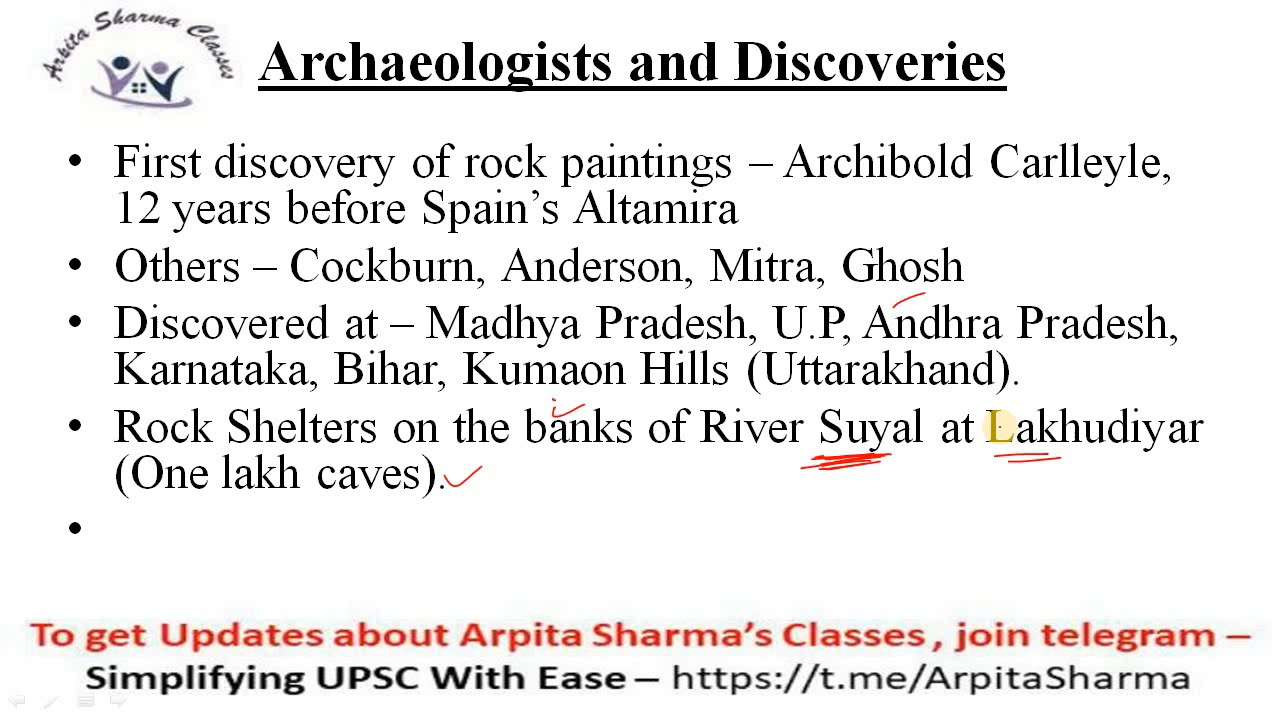 Arpita Sharma Classes
Archaeologists and Discoveries
• First discovery of rock paintings – Archibold Carlleyle,
12 years before Spain's Altamira
• Others – Cockburn, Anderson, Mitra, Ghosh
• Discovered at – Madhya Pradesh, U.P, Andhra Pradesh,
Karnataka, Bihar, Kumaon Hills (Uttarakhand).
• Rock Shelters on the banks of River Suyal at Lakhudiyar
(One lakh caves).
•
To get Updates about Arpita Sharma's Classes, join telegram –
Simplifying UPSC With Ease – https://t.me/ArpitaSharma